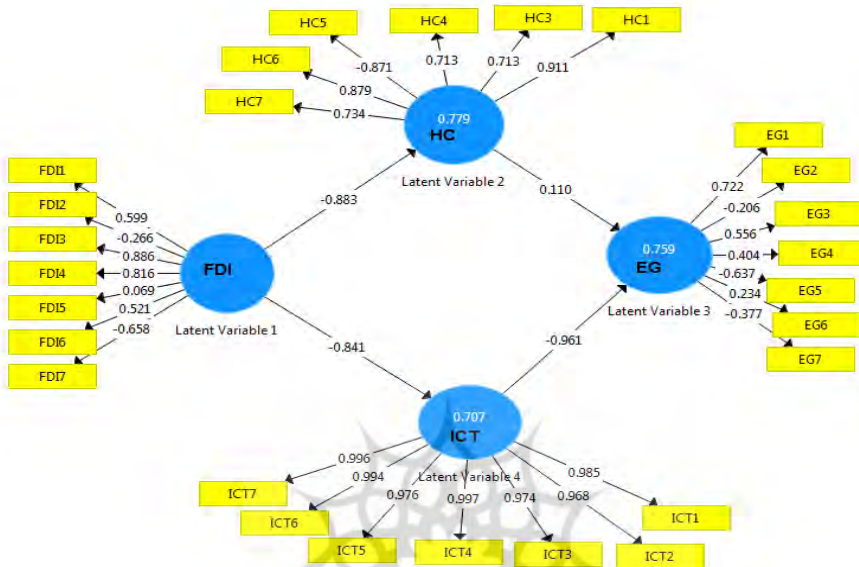 HC5
HC4
HC3
HC1
HC6
HC7
-0.871
0.713
0.713
0.911
0.879
0.734
0.779
HC
Latent Variable 2
FDI1
FDI2
FDI3
FDI4
FDI5
FDI6
FDI7
0.599
-0.266
0.886
0.816
0.069
0.521
-0.658
FDI
Latent Variable 1
-0.883
-0.841
0.110
-0.961
EG1
EG2
EG3
EG4
EG5
EG6
EG7
0.722
-0.206
0.556
0.404
-0.637
0.234
-0.377
0.759
EG
Latent Variable 3
0.707
ICT
Latent Variable 4
0.996
0.994
0.976
0.997
0.974
0.968
0.985
ICT7
ICT6
ICT5
ICT4
ICT3
ICT2
ICT1